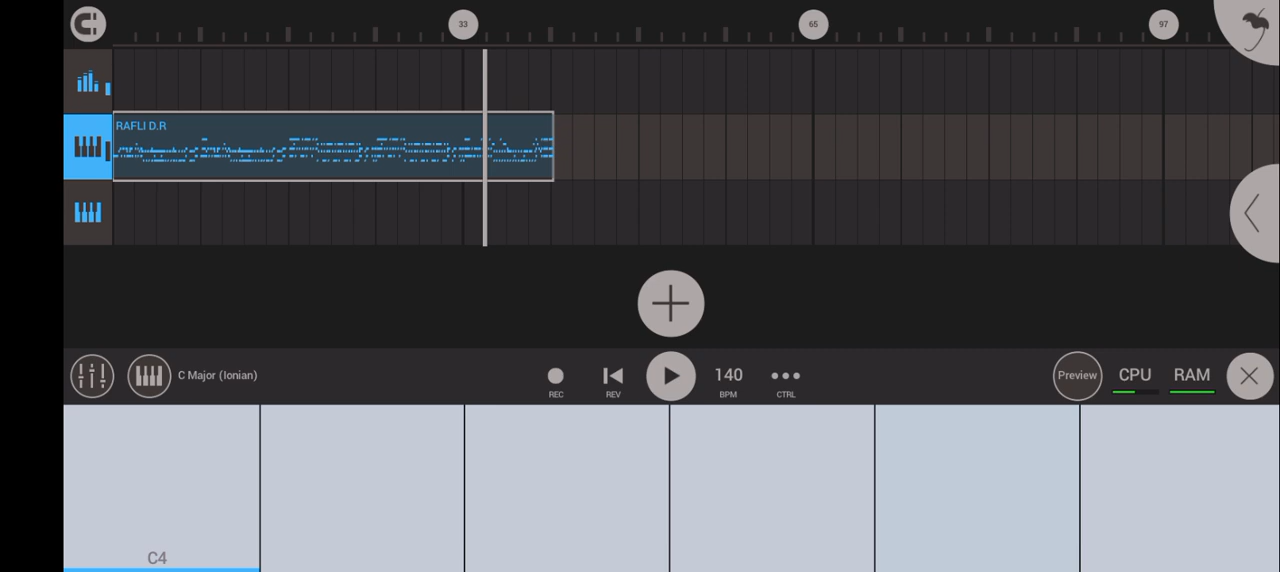 33
65
97
RAFLI D.R
C Major (Ionian)
REC
REV
140
BPM
CTRL
Preview
CPU
RAM
C4